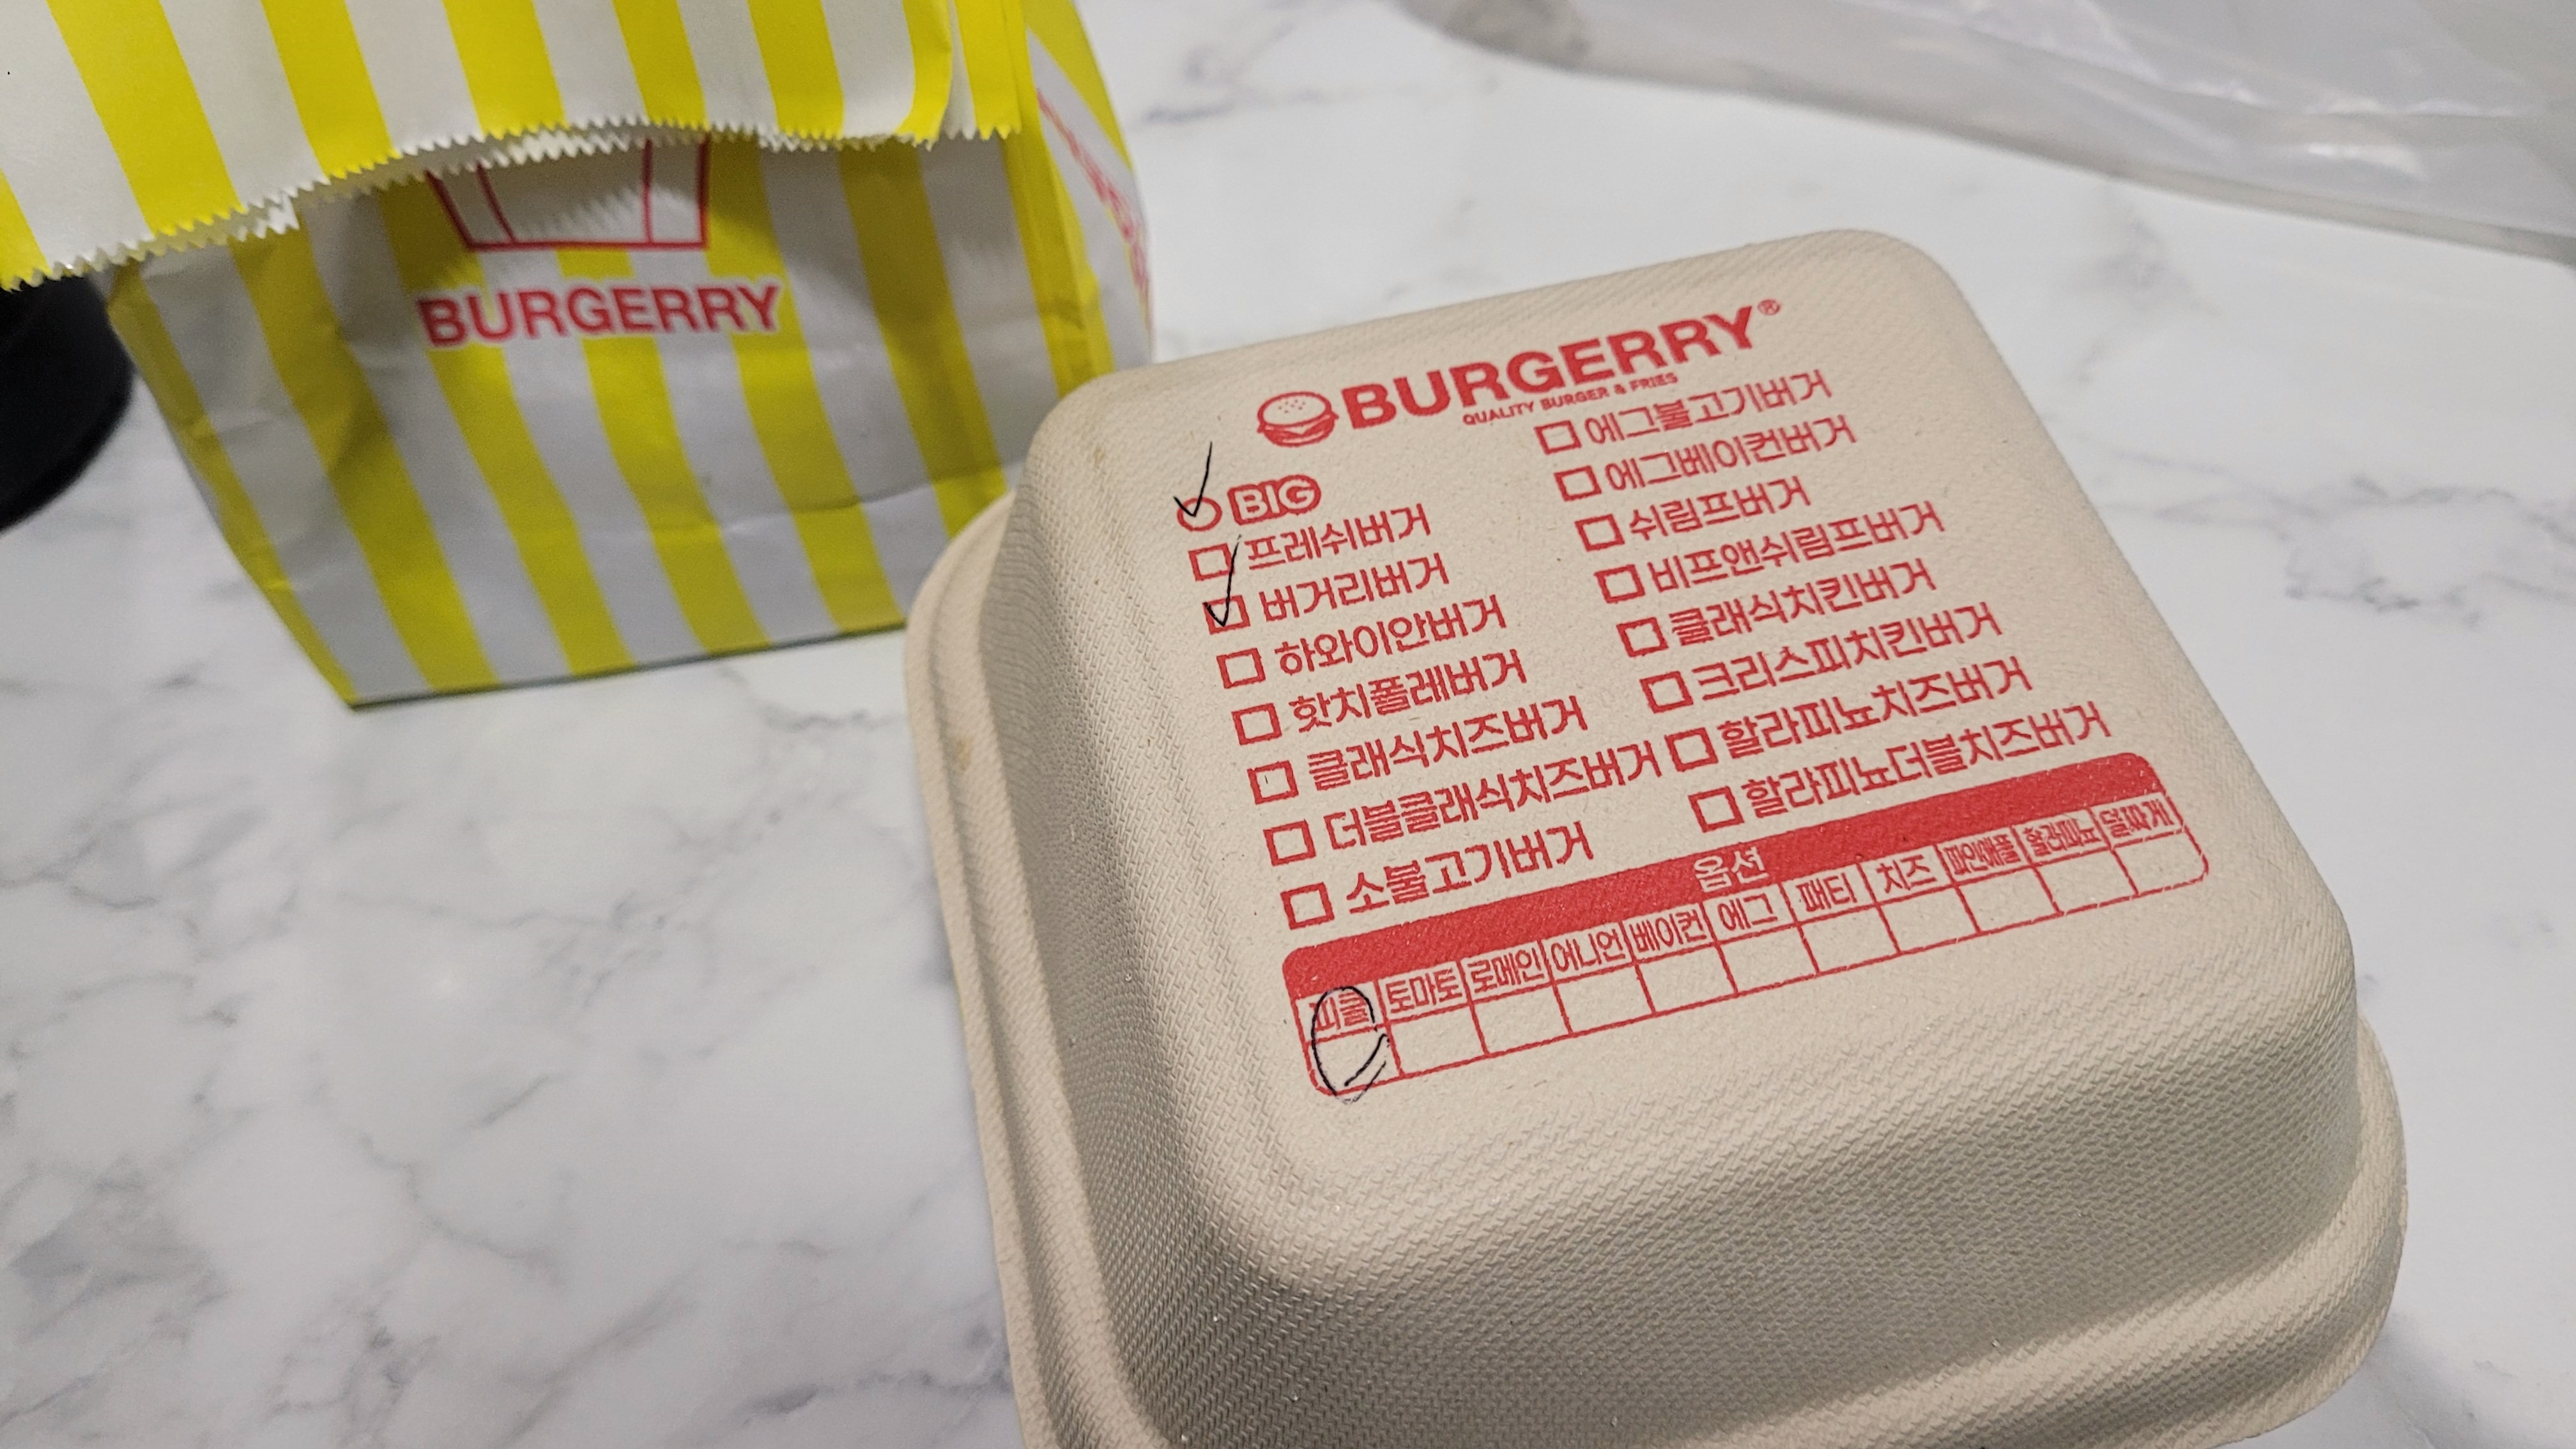 BURGERRY
BURGERRY®
QUALITY BURGER & FRIES
BIG
프레쉬버거
버거리버거
하와이안버거
핫치폴레버거
클래식치즈버거
더블클래식치즈버거
소불고기버거
에그불고기버거
에그베이컨버거
쉬림프버거
비프앤쉬림프버거
클래식치킨버거
크리스피치킨버거
할라피뇨치즈버거
할라피뇨더블치즈버거
옵션
피클 토마토 로메인 어니언 베이컨 에그 패티 치즈 파인애플 할라피뇨 덜짜게